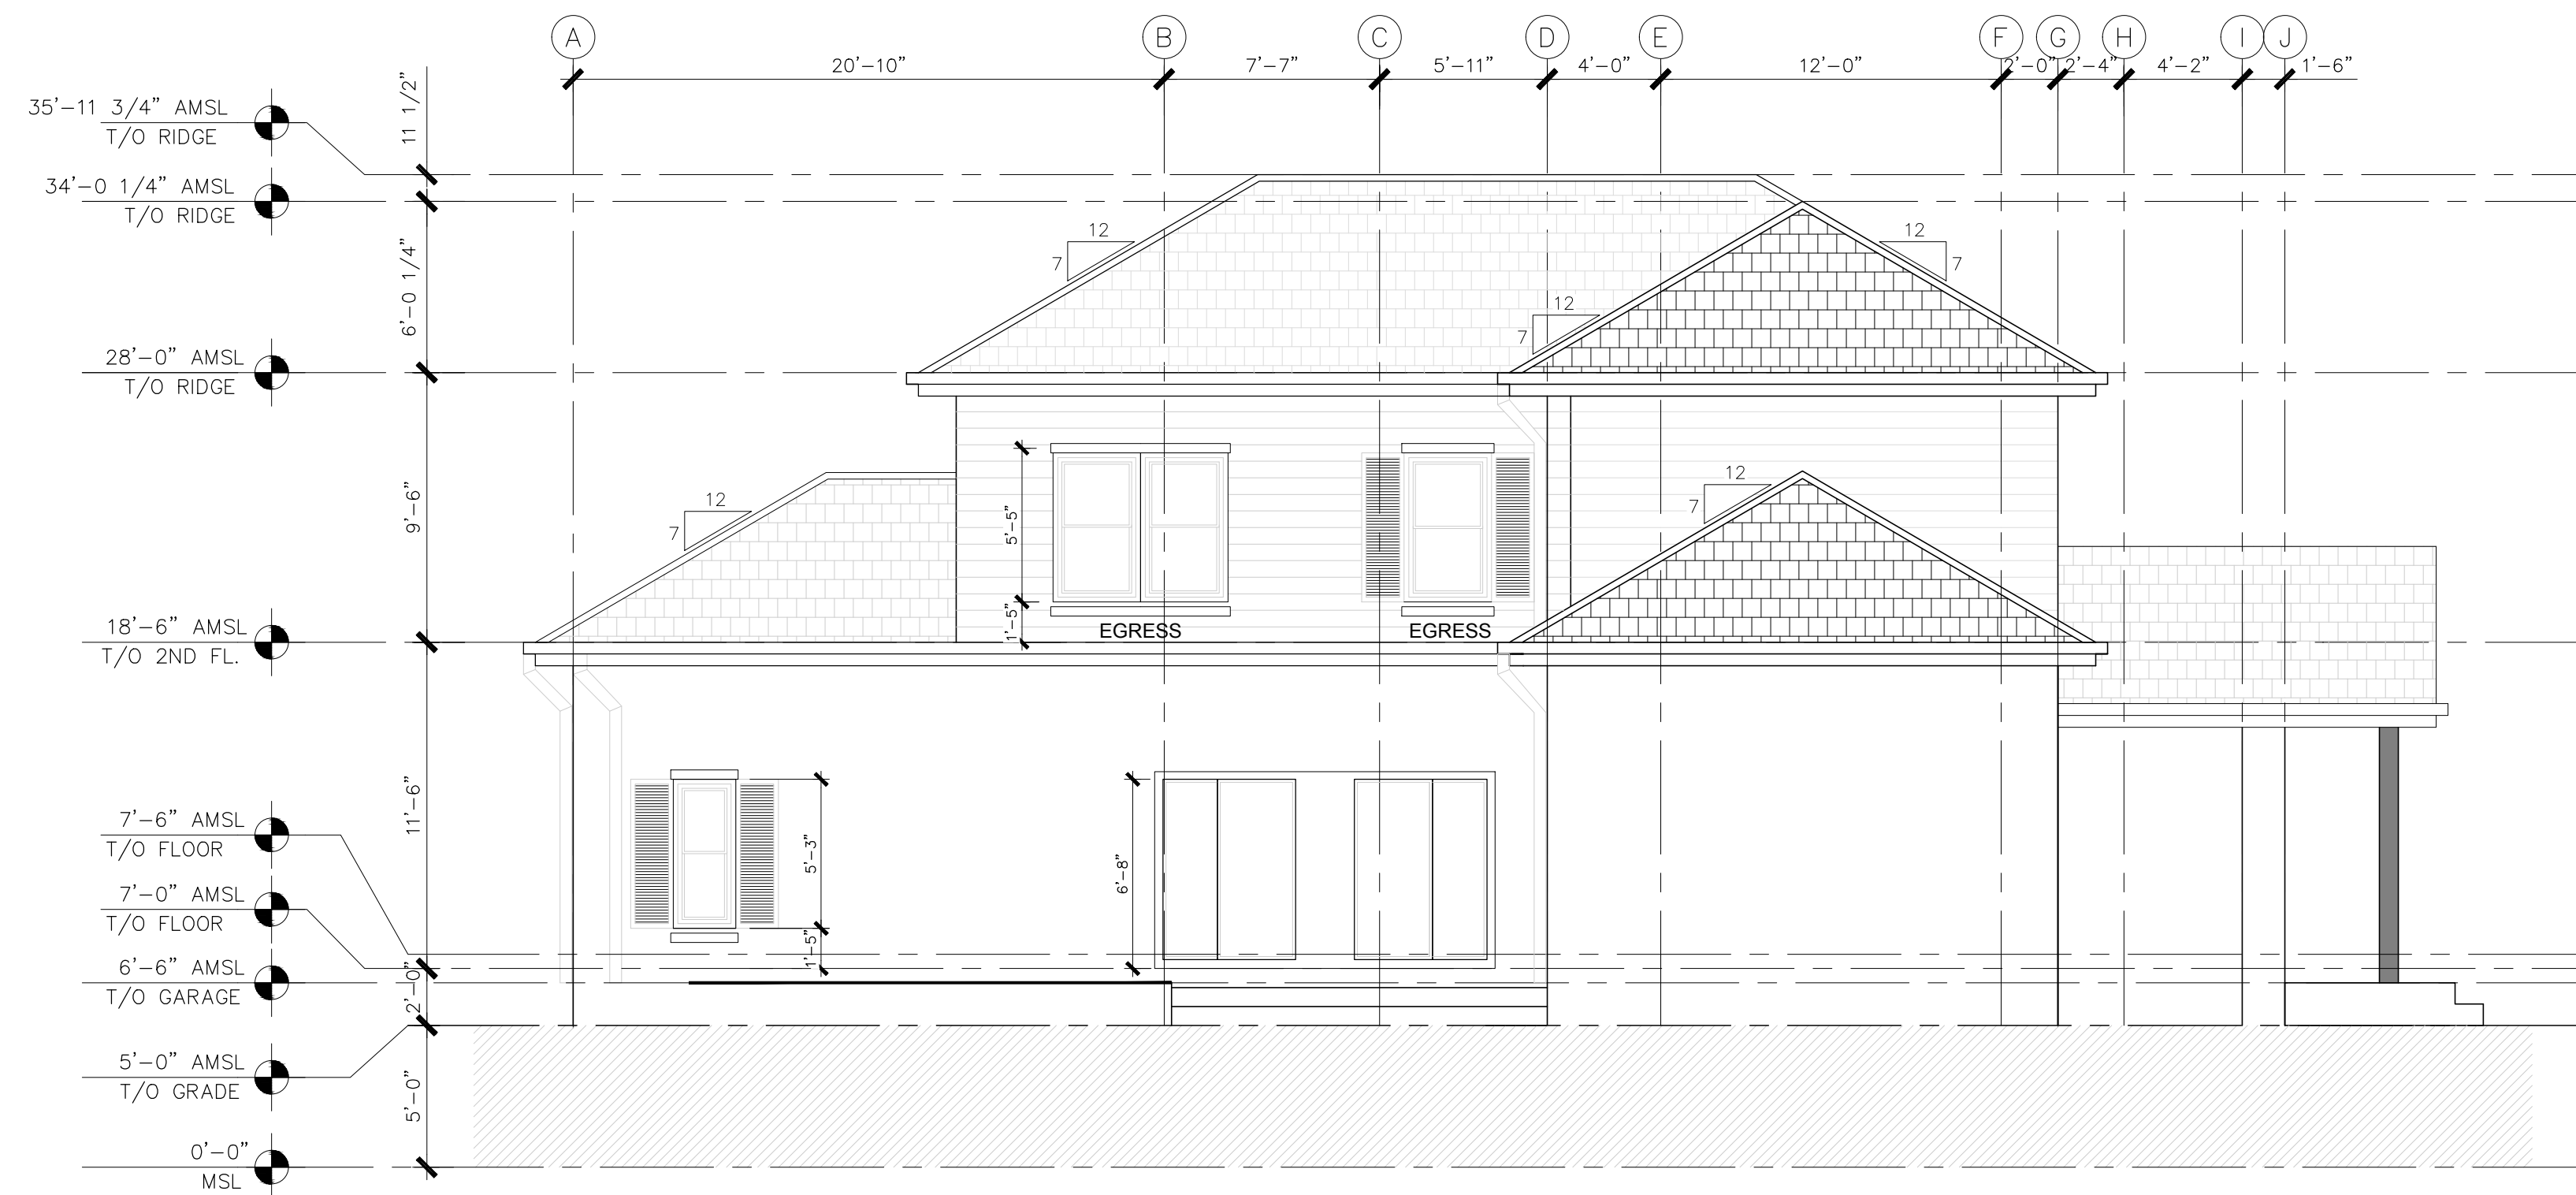 A B C D E F G H I J
20'-10" 7'-7" 5'-11" 4'-0" 12'-0" 2'-0" 2'-4" 4'-2" 1'-6"
35'-11 3/4" AMSL
T/O RIDGE
11 1/2"
34'-0 1/4" AMSL
T/O RIDGE
12
7
12
7
6'-0 1/4"
12
7
28'-0" AMSL
T/O RIDGE
9'-6"
12
7
12
7
5'-5"
1'-5"
EGRESS EGRESS
18'-6" AMSL
T/O 2ND FL.
11'-6"
7'-6" AMSL
T/O FLOOR
5'-3"
6'-8"
7'-0" AMSL
T/O FLOOR
1'-5"
6'-6" AMSL
T/O GARAGE
2'-0"
5'-0" AMSL
T/O GRADE
5'-0"
0'-0"
MSL